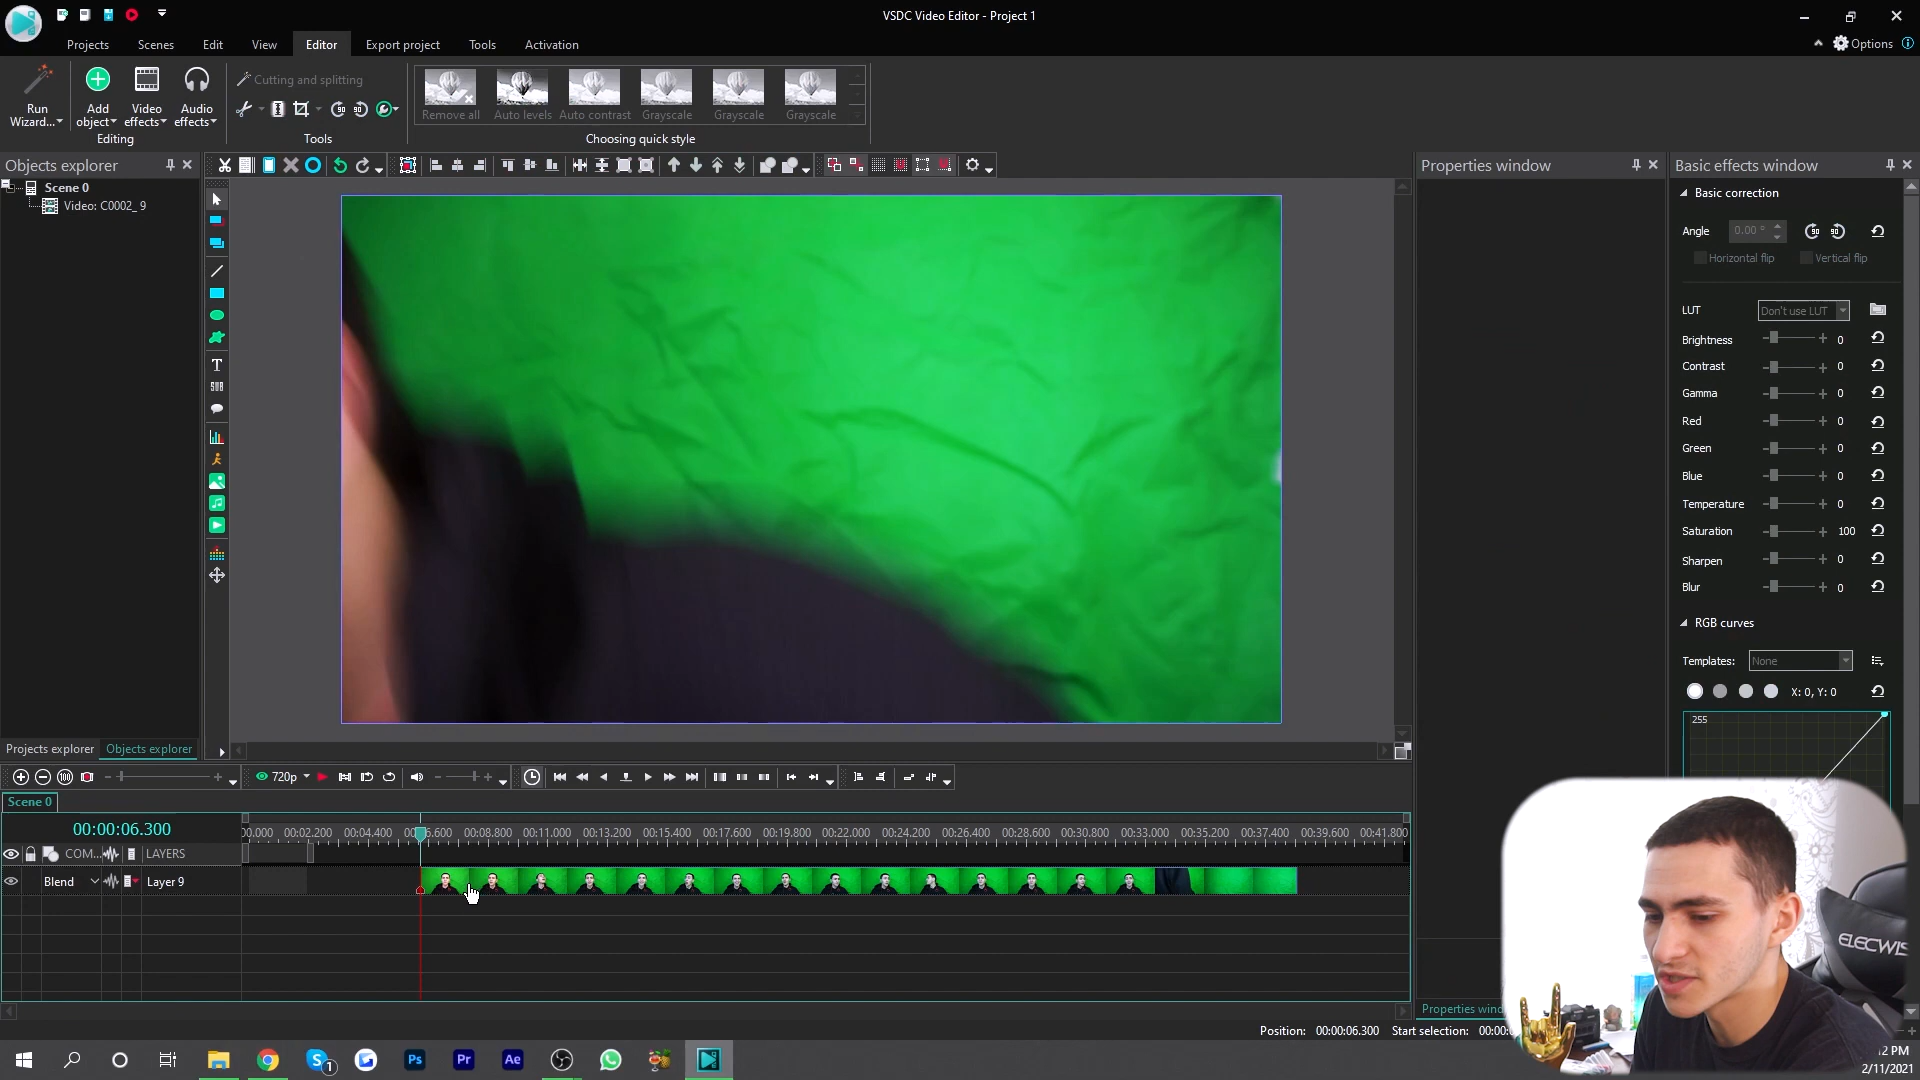 VSDC Video Editor - Project 1
Projects Scenes Edit View Editor Export project Tools Activation
Options
Run Wizard...
Add object
Video effects
Audio effects
Editing
Cutting and splitting
Tools
Remove all Auto levels Auto contrast Grayscale Grayscale Grayscale
Choosing quick style
Objects explorer
Scene 0
Video: C0002_ 9
Projects explorer Objects explorer
T
SUB
Properties window
Basic effects window
Basic correction
Angle 0.00 ° 90 90
Horizontal flip Vertical flip
LUT Don't use LUT
Brightness 0
Contrast 0
Gamma 0
Red 0
Green 0
Blue 0
Temperature 0
Saturation 100
Sharpen 0
Blur 0
RGB curves
Templates: None
X: 0, Y: 0
255
720p
Scene 0
00:00:06.300
00:02.200 00:04.400 00:08.800 00:11.000 00:13.200 00:15.400 00:17.600 00:19.800 00:22.000 00:24.200 00:26.400 00:28.600 00:30.800 00:33.000 00:35.200 00:37.400 00:39.600 00:41.800
COM... LAYERS
Blend Layer 9
Properties wind
Position: 00:00:06.300 Start selection:
ELECWIS
1
Ps Pr Ae
2/11/2021